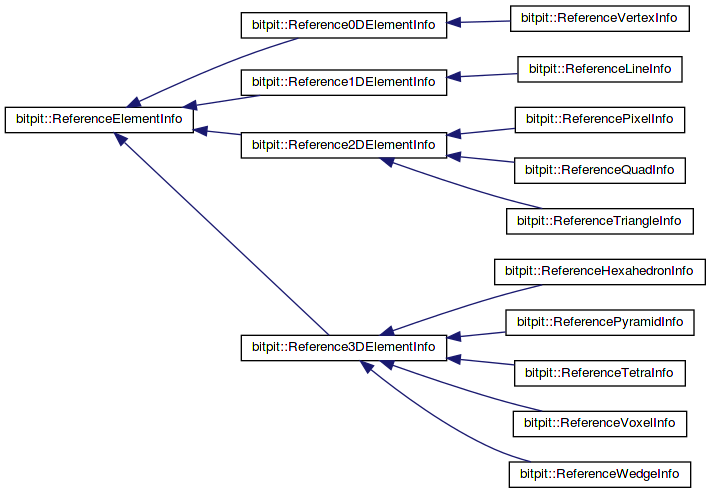 bitpit::ReferenceElementInfo
bitpit::Reference0DElementInfo
bitpit::ReferenceVertexInfo
bitpit::Reference1DElementInfo
bitpit::ReferenceLineInfo
bitpit::Reference2DElementInfo
bitpit::ReferencePixelInfo
bitpit::ReferenceQuadInfo
bitpit::ReferenceTriangleInfo
bitpit::Reference3DElementInfo
bitpit::ReferenceHexahedronInfo
bitpit::ReferencePyramidInfo
bitpit::ReferenceTetraInfo
bitpit::ReferenceVoxelInfo
bitpit::ReferenceWedgeInfo